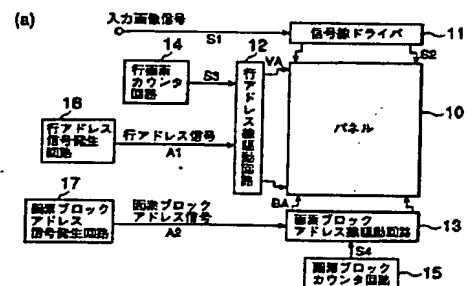 (a)
入力画像信号
S1
信号線ドライバ
11
14
12
VA
S2
行画素
カウンタ
回路
S3
行アドレス線駆動回路
10
パネル
16
行アドレス
信号発生
回路
行アドレス信号
A1
17
画素ブロック
アドレス
信号発生回路
画素ブロック
アドレス信号
A2
BA
画素ブロック
アドレス線駆動回路
13
S4
画素ブロック
カウンタ回路
15